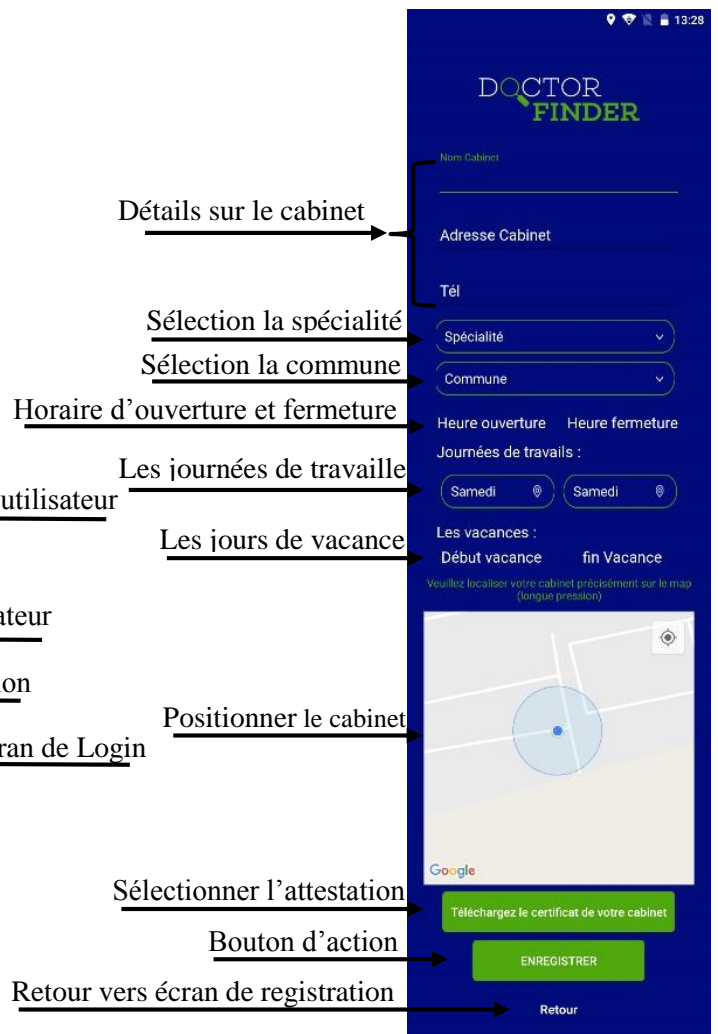 13:28
DOCTOR
FINDER
Nom Cabinet
Détails sur le cabinet
Adresse Cabinet
Tél
Sélection la spécialité
Spécialité
Sélection la commune
Commune
Horaire d’ouverture et fermeture
Heure ouverture Heure fermeture
Journées de travails :
Les journées de travaille
Samedi Samedi
utilisateur
Les vacances :
Les jours de vacance
Début vacance fin Vacance
Veuillez localiser votre cabinet précisément sur le map
(longue pression)
ateur
ion
Positionner le cabinet
ran de Login
Google
Sélectionner l’attestation
Téléchargez le certificat de votre cabinet
Bouton d’action
ENREGISTRER
Retour vers écran de registration
Retour